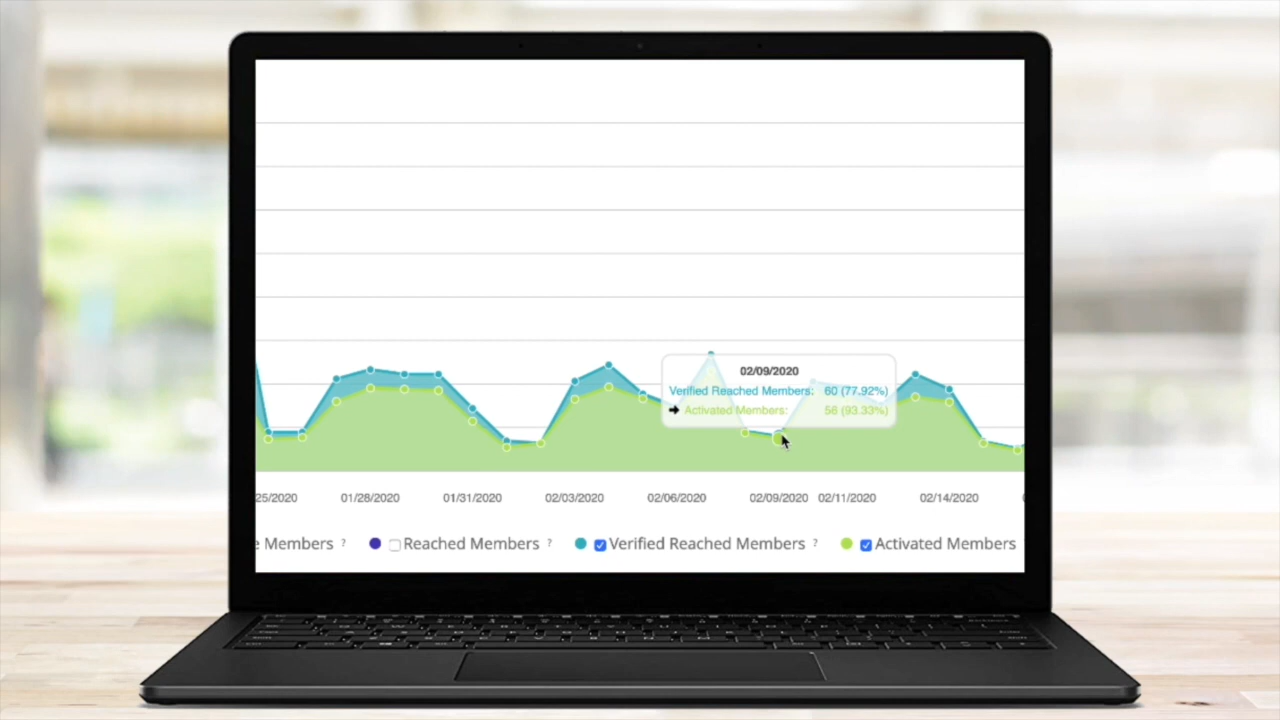 02/09/2020
Verified Reached Members: 60 (77.92%)
Activated Members: 56 (93.33%)
25/2020 01/28/2020 01/31/2020 02/03/2020 02/06/2020 02/09/2020 02/11/2020 02/14/2020
e Members ? Reached Members ? Verified Reached Members ? Activated Members